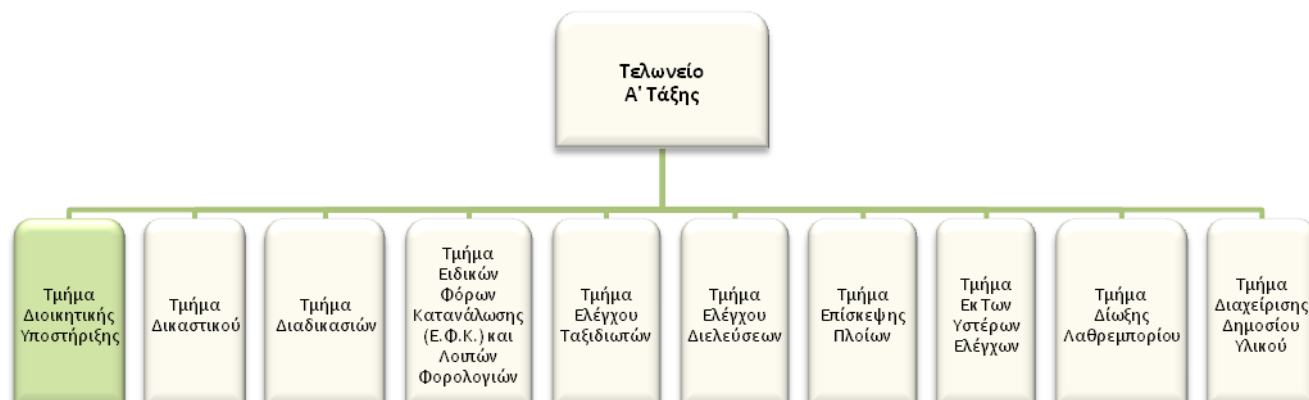 Τελωνείο
Α' Τάξης
Τμήμα
Διοικητικής
Υποστήριξης
Τμήμα
Δικαστικού
Τμήμα
Διαδικασιών
Τμήμα
Ειδικών
Φόρων
Κατανάλωσης
(Ε.Φ.Κ.) και
Λοιπών
Φορολογιών
Τμήμα
Ελέγχου
Ταξιδιωτών
Τμήμα
Ελέγχου
Διελεύσεων
Τμήμα
Επίσκεψης
Πλοίων
Τμήμα
Εκ Των
Υστέρων
Ελέγχων
Τμήμα
Δίωξης
Λαθρεμπορίου
Τμήμα
Διαχείρισης
Δημοσίου
Υλικού